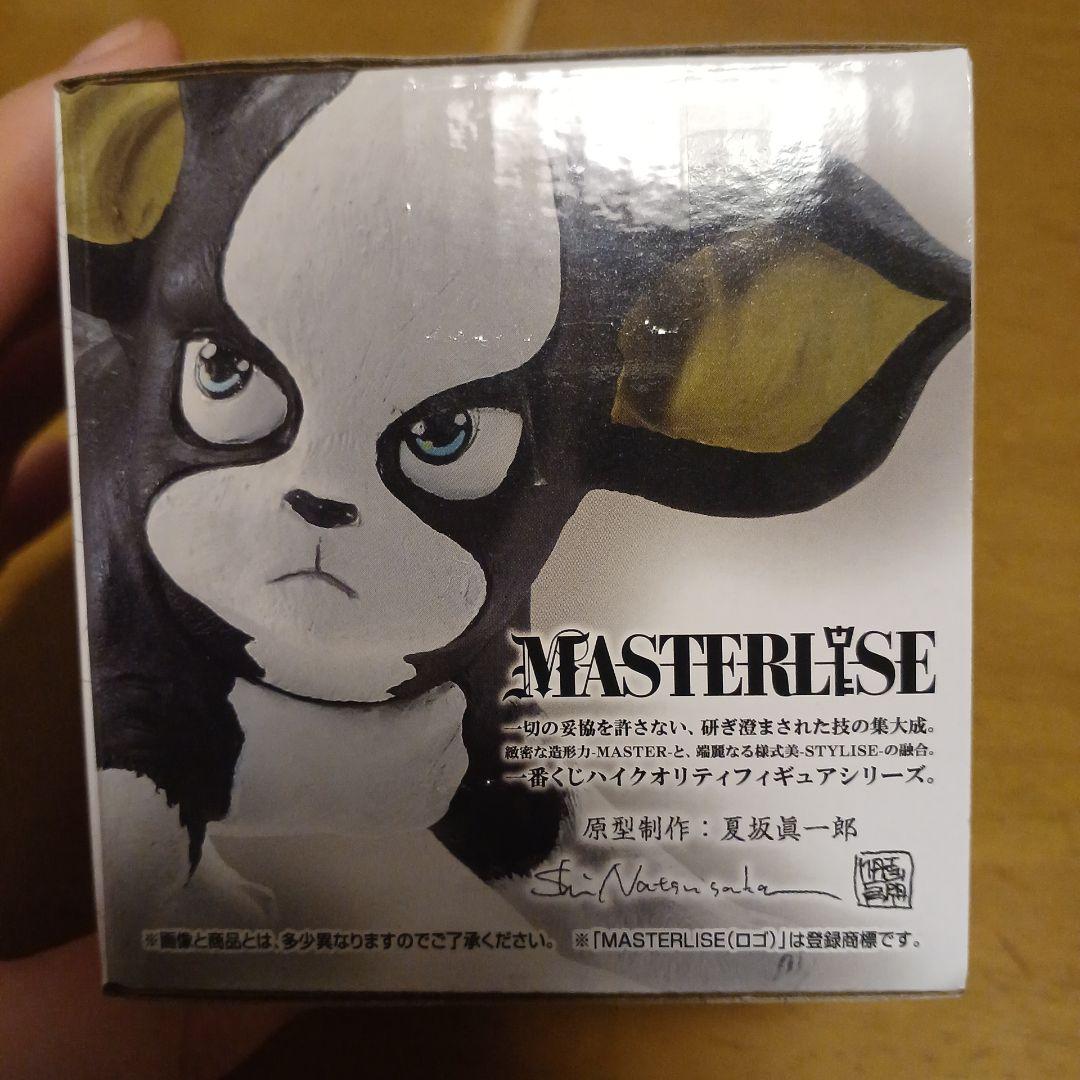 MASTERLISE
一切の妥協を許さない、研ぎ澄まされた技の集大成。
緻密な造形力-MASTER-と、端麗なる様式美-STYLISE-の融合。
一番くじハイクオリティフィギュアシリーズ。
原型制作：夏坂眞一郎
Shin Natsusaka
※画像と商品とは、多少異なりますのでご了承ください。 ※「MASTERLISE(ロゴ)」は登録商標です。